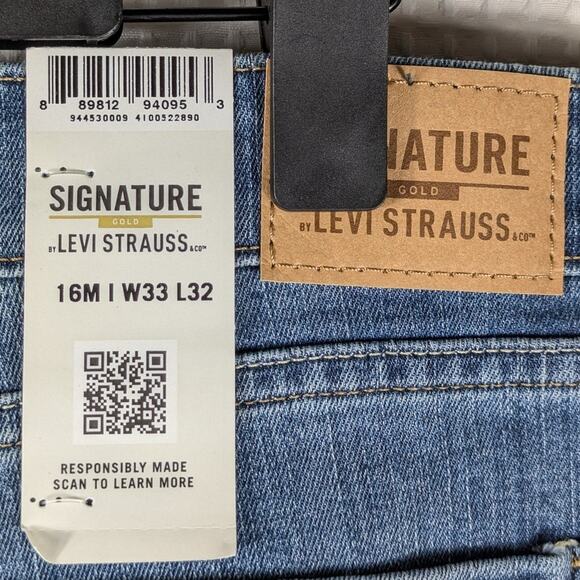 8 89812 94095 3
944530009 4100522890
SIGNATURE
GOLD
BY LEVI STRAUSS & CO™
16M | W33 L32
RESPONSIBLY MADE
SCAN TO LEARN MORE
NATURE
GOLD
BY LEVI STRAUSS & CO™